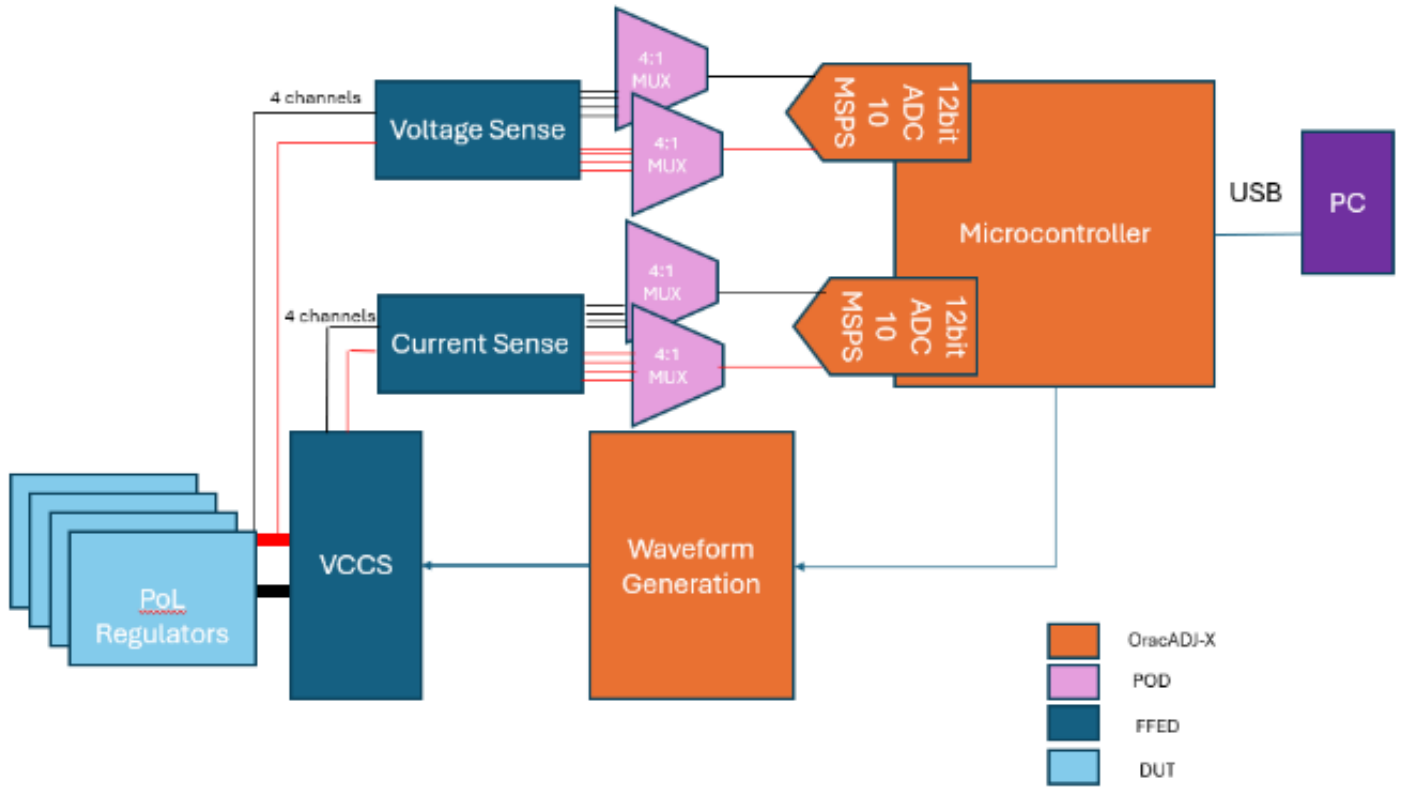 4:1
MUX
4 channels
Voltage Sense
4:1
MUX
12bit
ADC
10
MSPS
USB
PC
Microcontroller
4:1
MUX
4 channels
Current Sense
4:1
MUX
12bit
ADC
10
MSPS
VCCS
Waveform
Generation
PoL
Regulators
OracADJ-X
POD
FFED
DUT